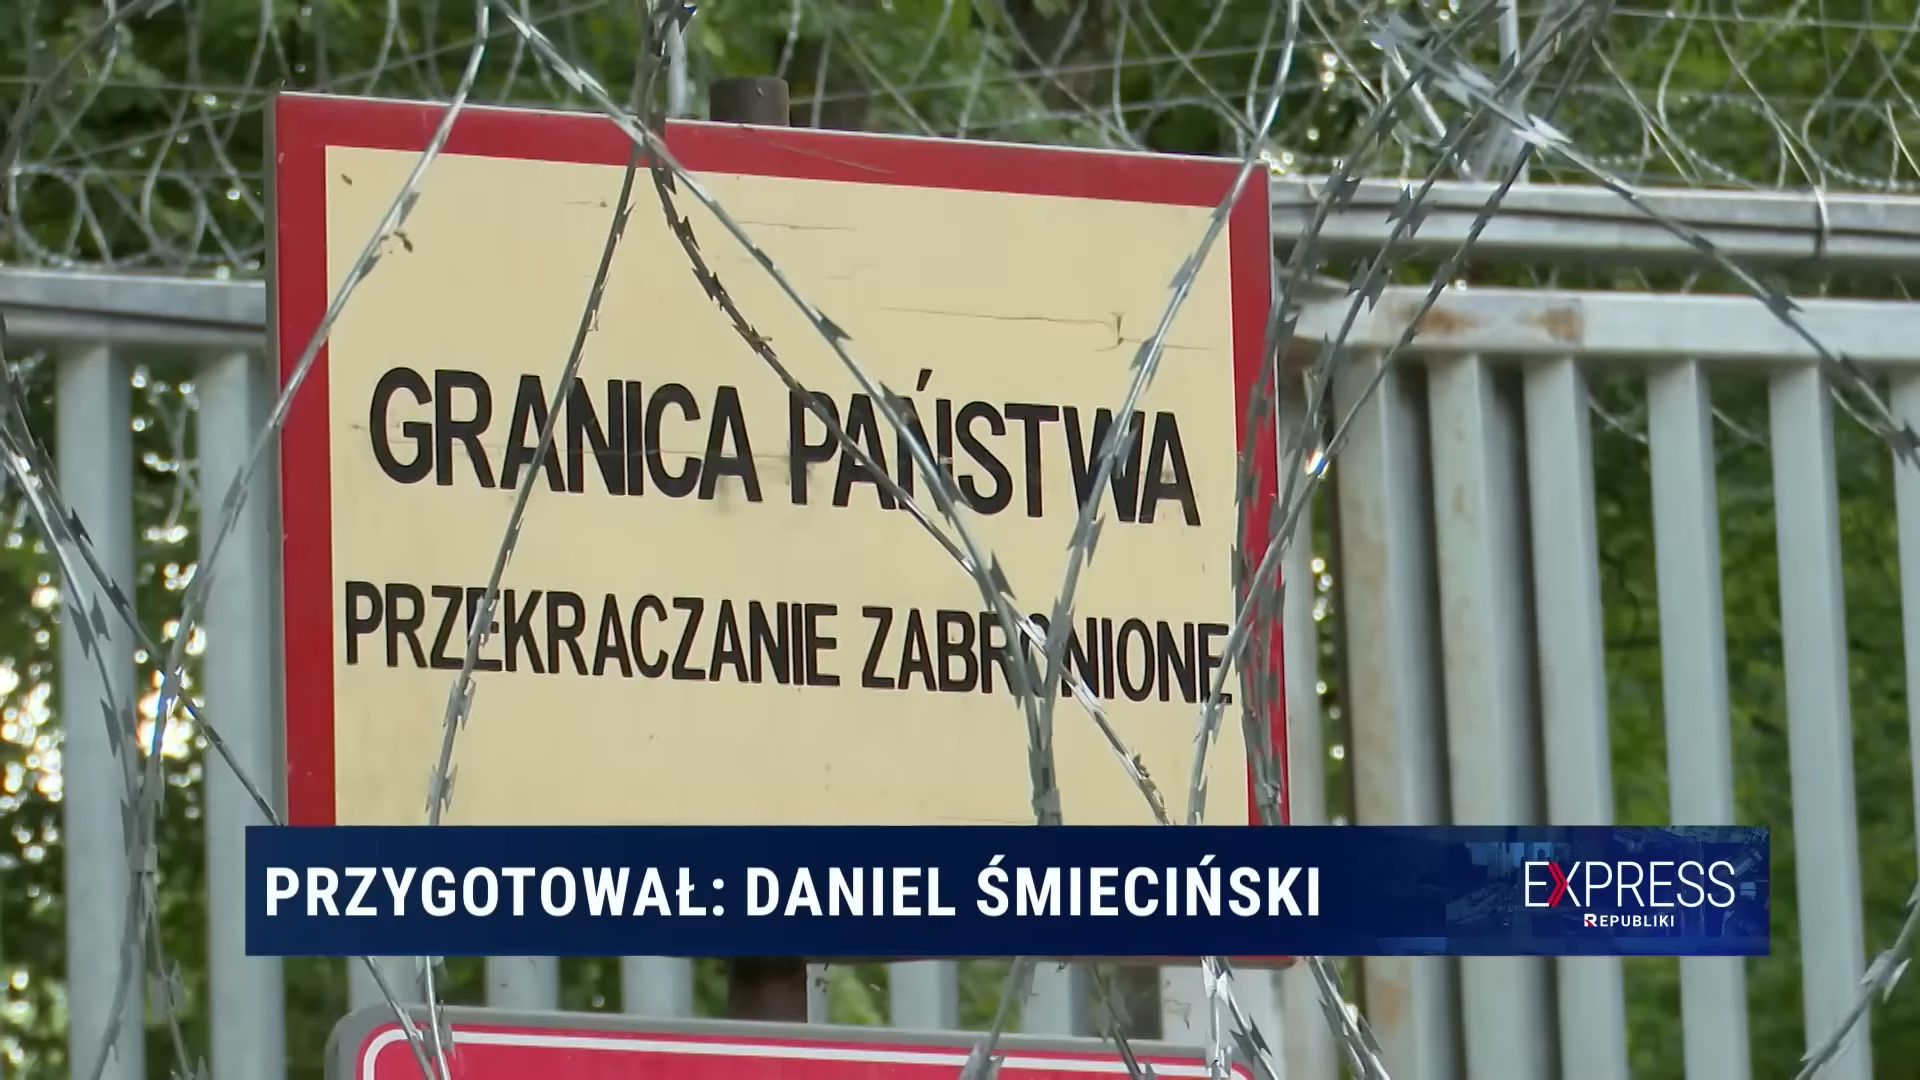 GRANICA PAŃSTWA
PRZEKRACZANIE ZABRONIONE
PRZYGOTOWAŁ: DANIEL ŚMIECIŃSKI
EXPRESS
REPUBLIKI